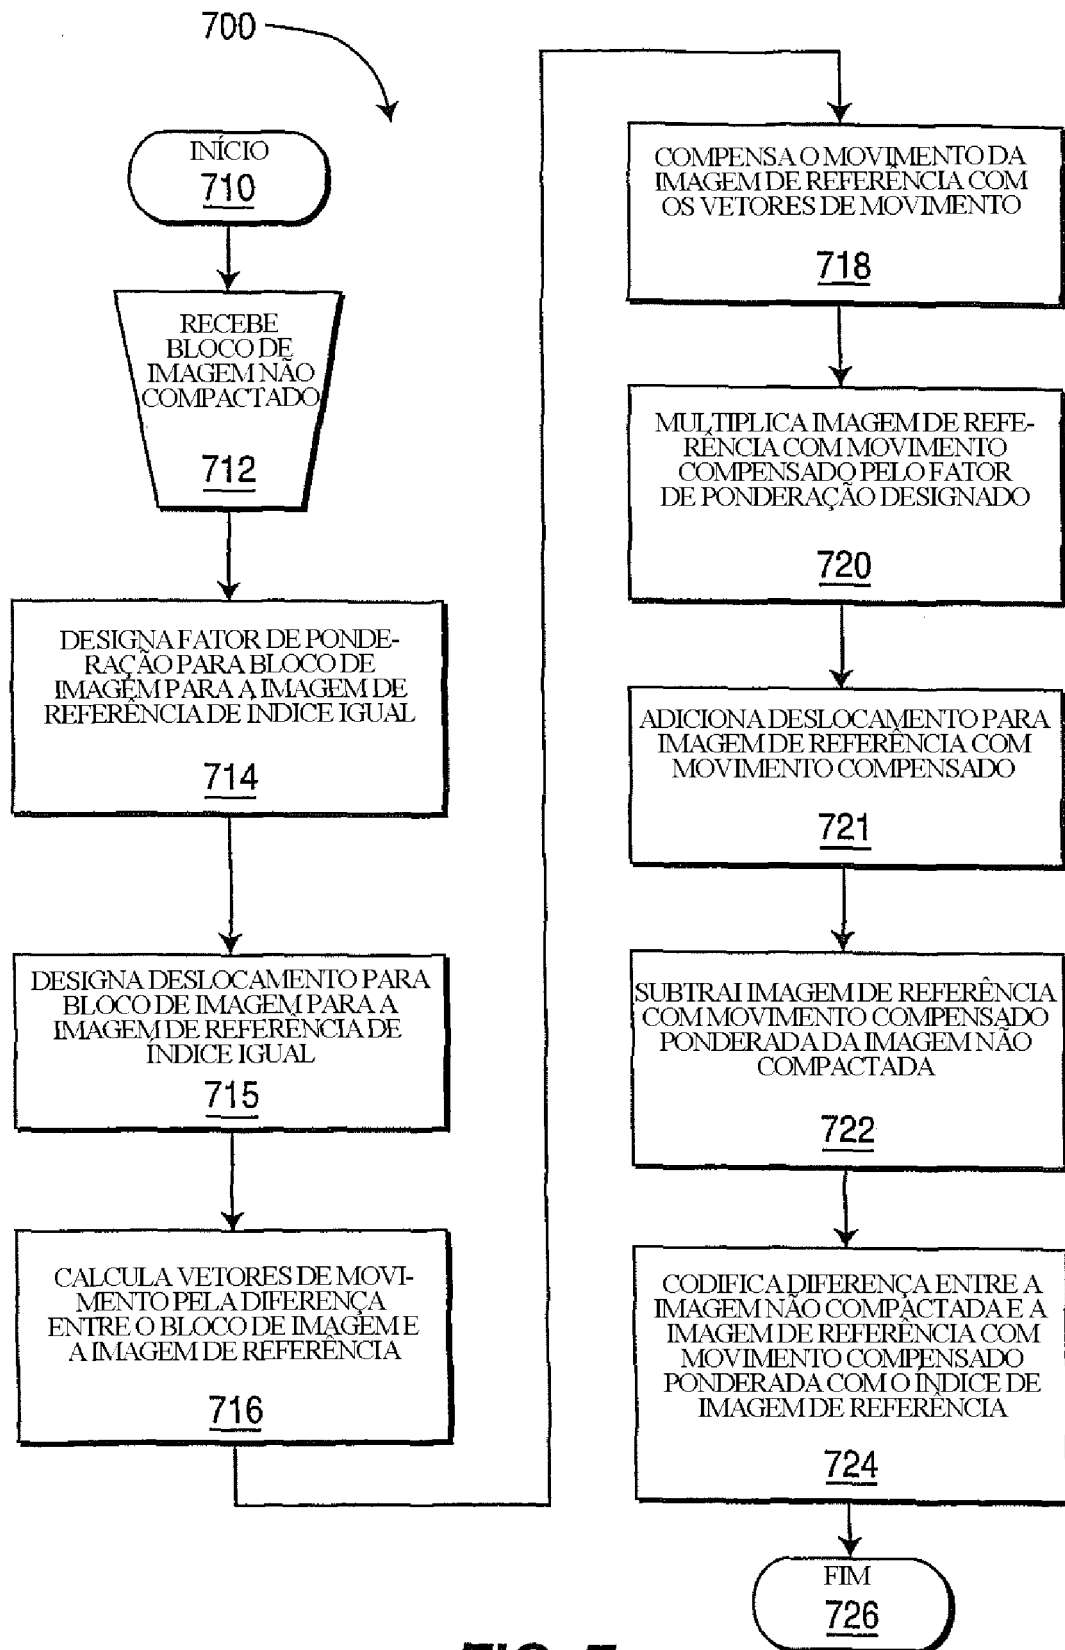 700
INÍCIO
710
RECEBE
BLOCO DE
IMAGEM NÃO
COMPACTADO
712
DESIGNA FATOR DE PONDE-
RAÇÃO PARA BLOCO DE
IMAGEM PARA A IMAGEM DE
REFERÊNCIA DE INDICE IGUAL
714
DESIGNA DESLOCAMENTO PARA
BLOCO DE IMAGEM PARA A
IMAGEM DE REFERÊNCIA DE
ÍNDICE IGUAL
715
CALCULA VETORES DE MOVI-
MENTO PELA DIFERENÇA
ENTRE O BLOCO DE IMAGEM E
A IMAGEM DE REFERÊNCIA
716
COMPENSA O MOVIMENTO DA
IMAGEM DE REFERÊNCIA COM
OS VETORES DE MOVIMENTO
718
MULTIPLICA IMAGEM DE REFE-
RÊNCIA COM MOVIMENTO
COMPENSADO PELO FATOR
DE PONDERAÇÃO DESIGNADO
720
ADICIONA DESLOCAMENTO PARA
IMAGEM DE REFERÊNCIA COM
MOVIMENTO COMPENSADO
721
SUBTRAI IMAGEM DE REFERÊNCIA
COM MOVIMENTO COMPENSADO
PONDERADA DA IMAGEM NÃO
COMPACTADA
722
CODIFICA DIFERENÇA ENTRE A
IMAGEM NÃO COMPACTADA E A
IMAGEM DE REFERÊNCIA COM
MOVIMENTO COMPENSADO
PONDERADA COM O ÍNDICE DE
IMAGEM DE REFERÊNCIA
724
FIM
726